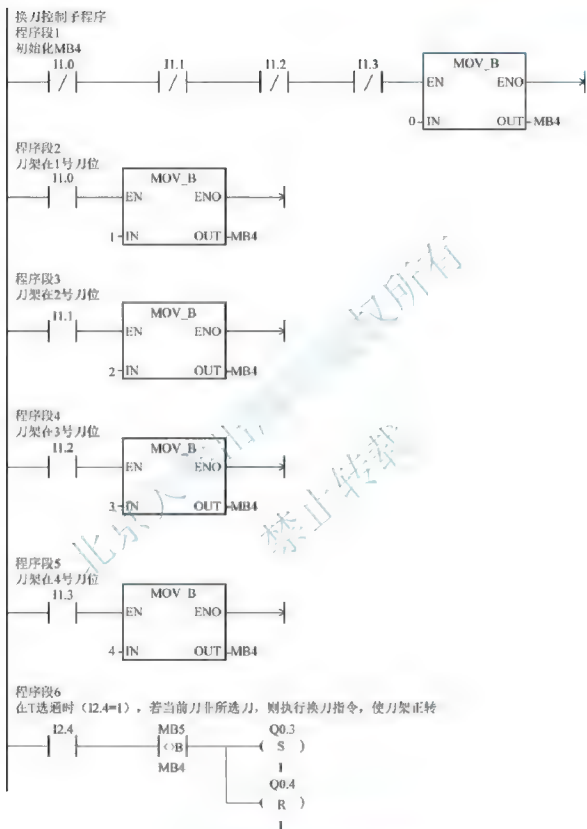 换刀控制子程序
程序段1
初始化MB4
I1.0 I1.1 I1.2 I1.3 MOV_B
EN ENO
0 IN OUT MB4
程序段2
刀架在1号刀位
I1.0 MOV_B
EN ENO
1 IN OUT MB4
程序段3
刀架在2号刀位
I1.1 MOV_B
EN ENO
2 IN OUT MB4
程序段4
刀架在3号刀位
I1.2 MOV_B
EN ENO
3 IN OUT MB4
程序段5
刀架在4号刀位
I1.3 MOV_B
EN ENO
4 IN OUT MB4
程序段6
在T选通时（I2.4=1），若当前刀非所选刀，则执行换刀指令，使刀架正转
I2.4 MB5 Q0.3
<>B S
MB4 1
Q0.4
R
1
权所有
禁止转载